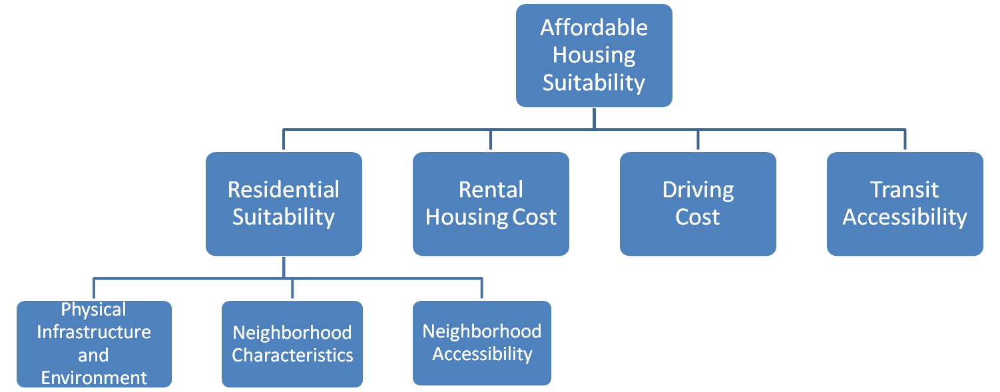 Affordable
Housing
Suitability
Residential
Suitability
Rental
Housing Cost
Driving
Cost
Transit
Accessibility
Physical
Infrastructure
and
Environment
Neighborhood
Characteristics
Neighborhood
Accessibility